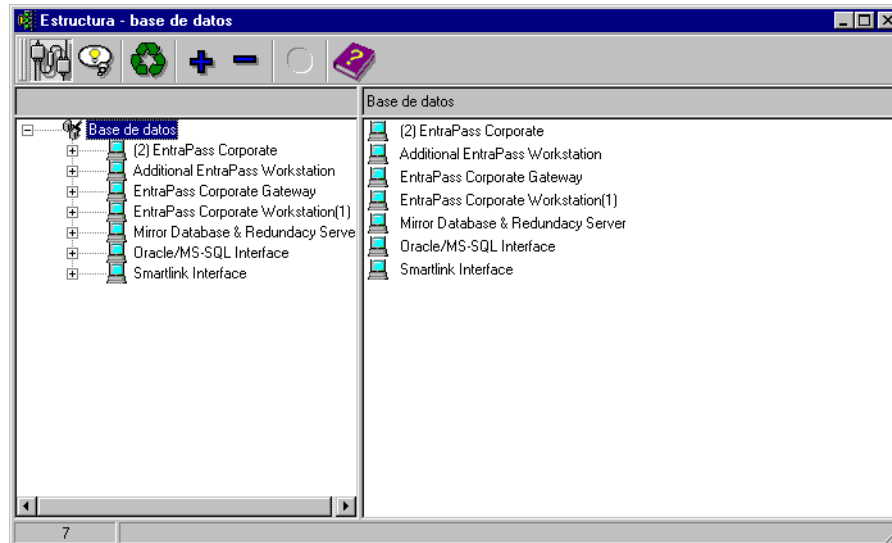 Estructura - base de datos
Base de datos
Base de datos
(2) EntraPass Corporate
Additional EntraPass Workstation
EntraPass Corporate Gateway
EntraPass Corporate Workstation(1)
Mirror Database & Redundacy Serve
Oracle/MS-SQL Interface
Smartlink Interface
(2) EntraPass Corporate
Additional EntraPass Workstation
EntraPass Corporate Gateway
EntraPass Corporate Workstation(1)
Mirror Database & Redundacy Server
Oracle/MS-SQL Interface
Smartlink Interface
7